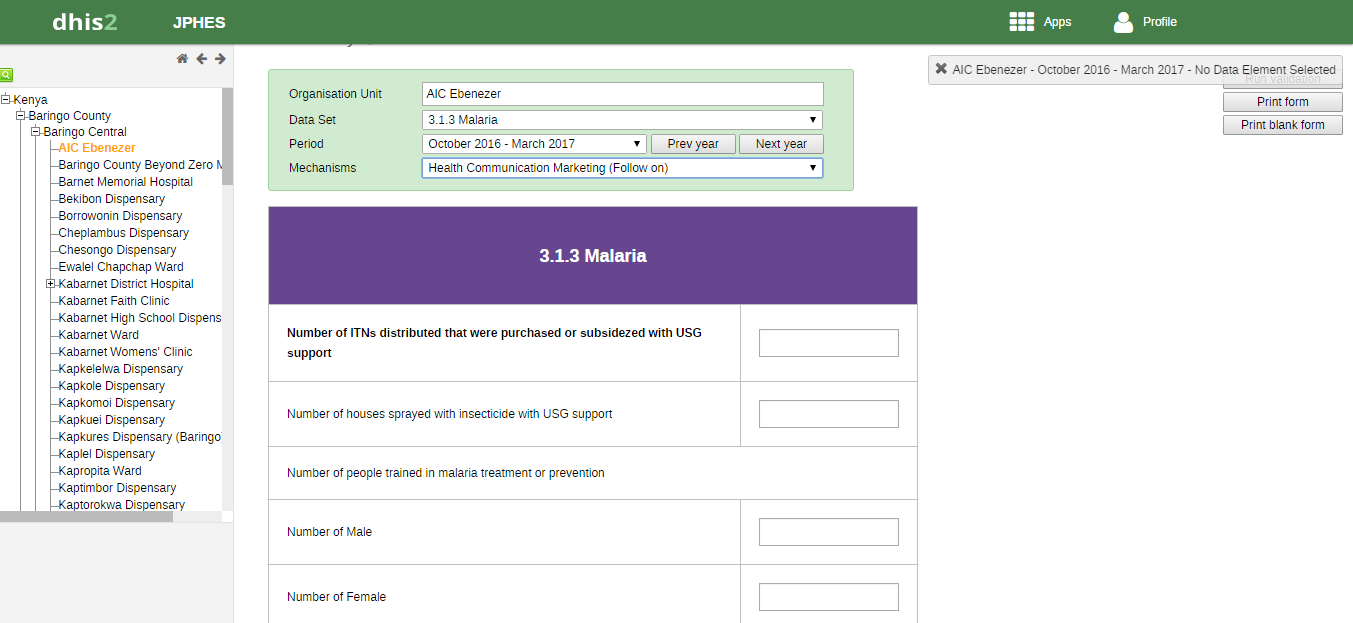 dhis2
JPHES
Apps
Profile
Kenya
Baringo County
Baringo Central
AIC Ebenezer
Baringo County Beyond Zero
Barnet Memorial Hospital
Bekibon Dispensary
Borrowonin Dispensary
Cheplambus Dispensary
Chesongo Dispensary
Ewalel Chapchap Ward
Kabarnet District Hospital
Kabarnet Faith Clinic
Kabarnet High School Dispens
Kabarnet Ward
Kabarnet Womens' Clinic
Kapkelelwa Dispensary
Kapkole Dispensary
Kapkomoi Dispensary
Kapkuei Dispensary
Kapkures Dispensary (Baringo
Kaplel Dispensary
Kapropita Ward
Kaptimbor Dispensary
Kaptorokwa Dispensary
Organisation Unit AIC Ebenezer
Data Set 3.1.3 Malaria
Period October 2016 - March 2017 Prev year Next year
Mechanisms Health Communication Marketing (Follow on)
AIC Ebenezer - October 2016 - March 2017 - No Data Element Selected
Run validation
Print form
Print blank form
3.1.3 Malaria
Number of ITNs distributed that were purchased or subsidezed with USG
support
Number of houses sprayed with insecticide with USG support
Number of people trained in malaria treatment or prevention
Number of Male
Number of Female